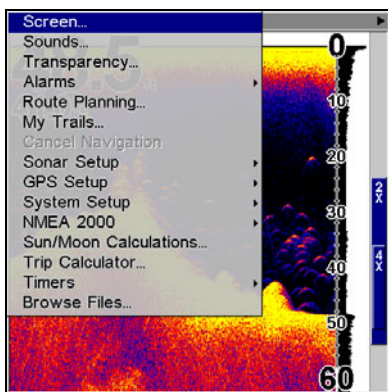 Screen...
Sounds...
Transparency...
Alarms
Route Planning...
My Trails...
Cancel Navigation
Sonar Setup
GPS Setup
System Setup
NMEA 2000
Sun/Moon Calculations...
Trip Calculator...
Timers
Browse Files...
0
10
20
30
40
50
60
2X
4X